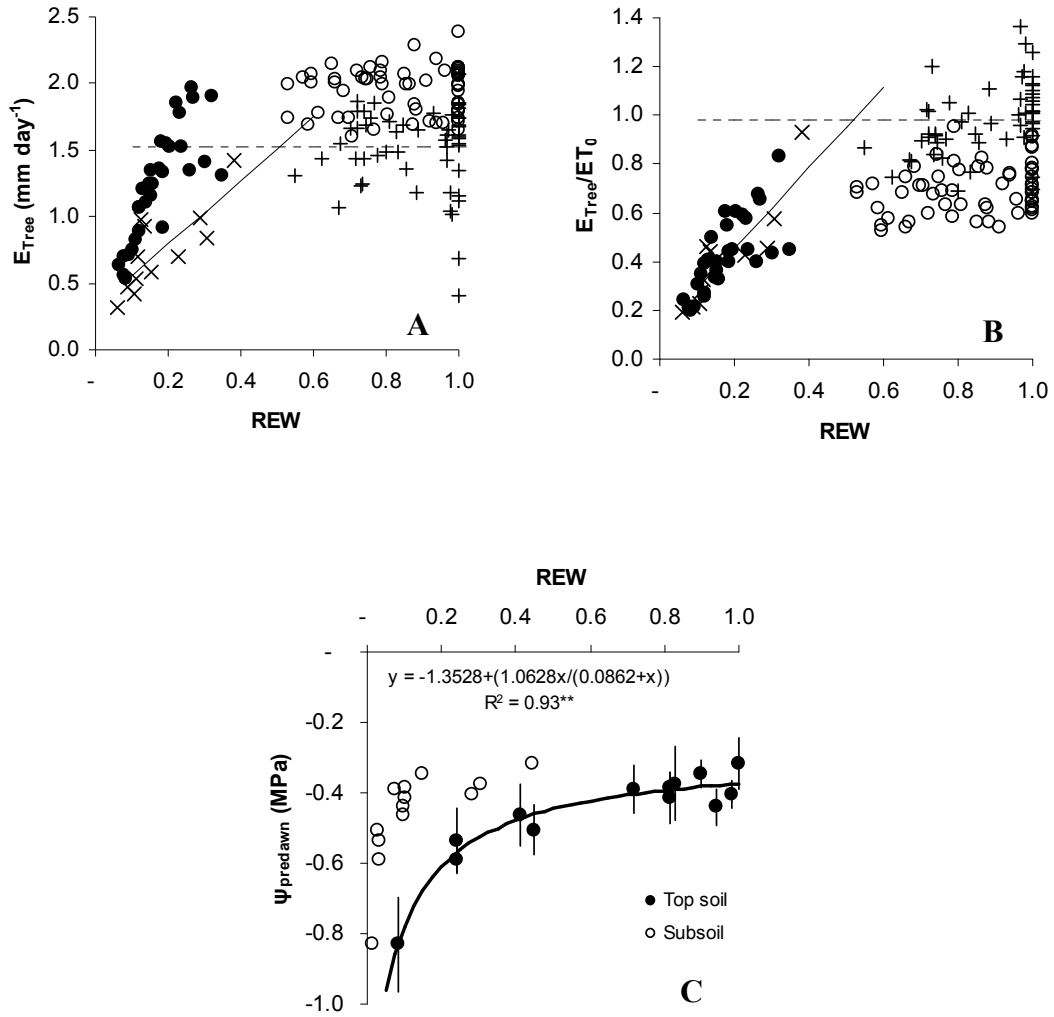 2.5
2.0
1.5
1.0
0.5
0.0
E_Tree (mm day⁻¹)
- 0.2 0.4 0.6 0.8 1.0
REW
A
1.4
1.2
1.0
0.8
0.6
0.4
0.2
0.0
E_Tree/ET₀
- 0.2 0.4 0.6 0.8 1.0
REW
B
REW
- 0.2 0.4 0.6 0.8 1.0
-
-0.2
-0.4
-0.6
-0.8
-1.0
Ψpredawn (MPa)
y = -1.3528+(1.0628x/(0.0862+x))
R² = 0.93**
Top soil
Subsoil
C